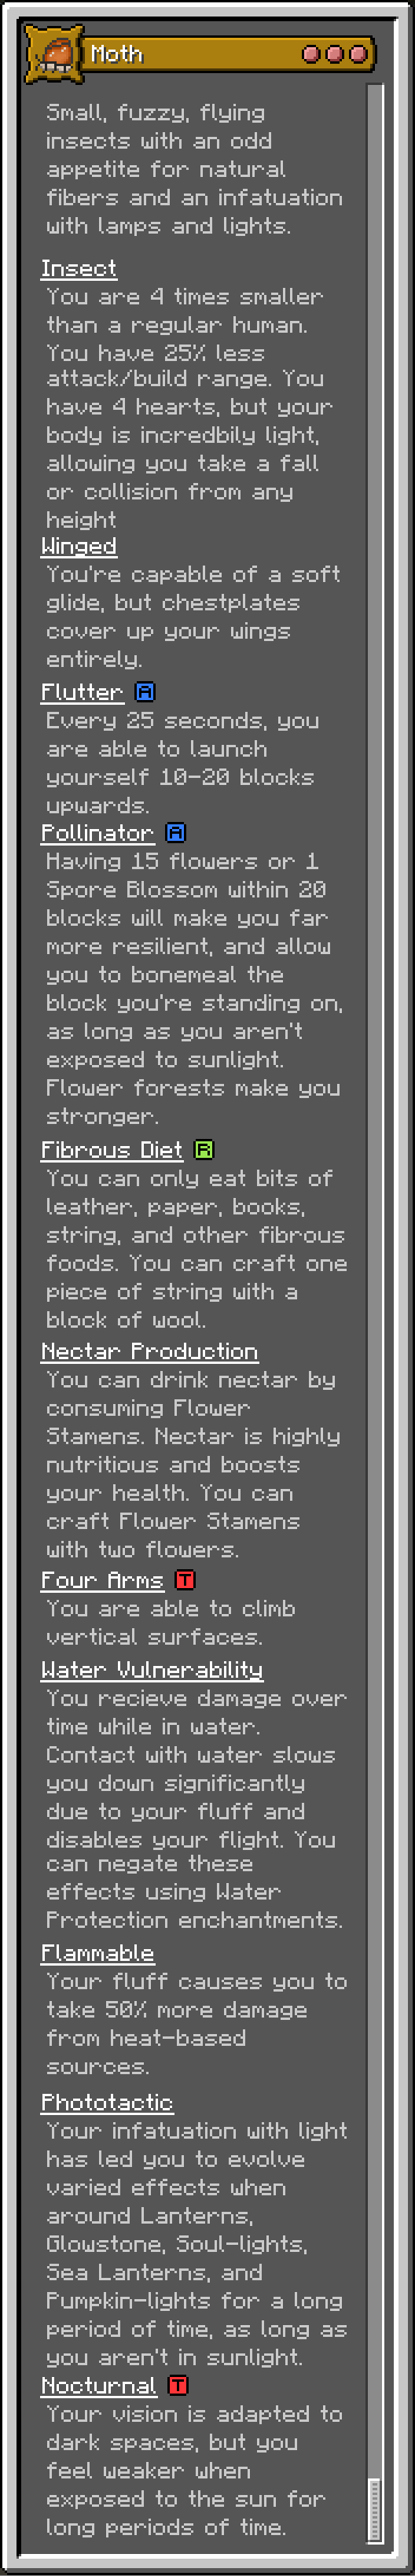 Moth
Small, fuzzy, flying
insects with an odd
appetite for natural
fibers and an infatuation
with lamps and lights.
Insect
You are 4 times smaller
than a regular human.
You have 25% less
attack/build range. You
have 4 hearts, but your
body is incredbily light,
allowing you take a fall
or collision from any
height
Winged
You're capable of a soft
glide, but chestplates
cover up your wings
entirely.
Flutter A
Every 25 seconds, you
are able to launch
yourself 10-20 blocks
upwards.
Pollinator A
Having 15 flowers or 1
Spore Blossom within 20
blocks will make you far
more resilient, and allow
you to bonemeal the
block you're standing on,
as long as you aren't
exposed to sunlight.
Flower forests make you
stronger.
Fibrous Diet R
You can only eat bits of
leather, paper, books,
string, and other fibrous
foods. You can craft one
piece of string with a
block of wool.
Nectar Production
You can drink nectar by
consuming Flower
Stamens. Nectar is highly
nutritious and boosts
your health. You can
craft Flower Stamens
with two flowers.
Four Arms T
You are able to climb
vertical surfaces.
Water Vulnerability
You recieve damage over
time while in water.
Contact with water slows
you down significantly
due to your fluff and
disables your flight. You
can negate these
effects using Water
Protection enchantments.
Flammable
Your fluff causes you to
take 50% more damage
from heat-based
sources.
Phototactic
Your infatuation with light
has led you to evolve
varied effects when
around Lanterns,
Glowstone, Soul-lights,
Sea Lanterns, and
Pumpkin-lights for a long
period of time, as long as
you aren't in sunlight.
Nocturnal T
Your vision is adapted to
dark spaces, but you
feel weaker when
exposed to the sun for
long periods of time.